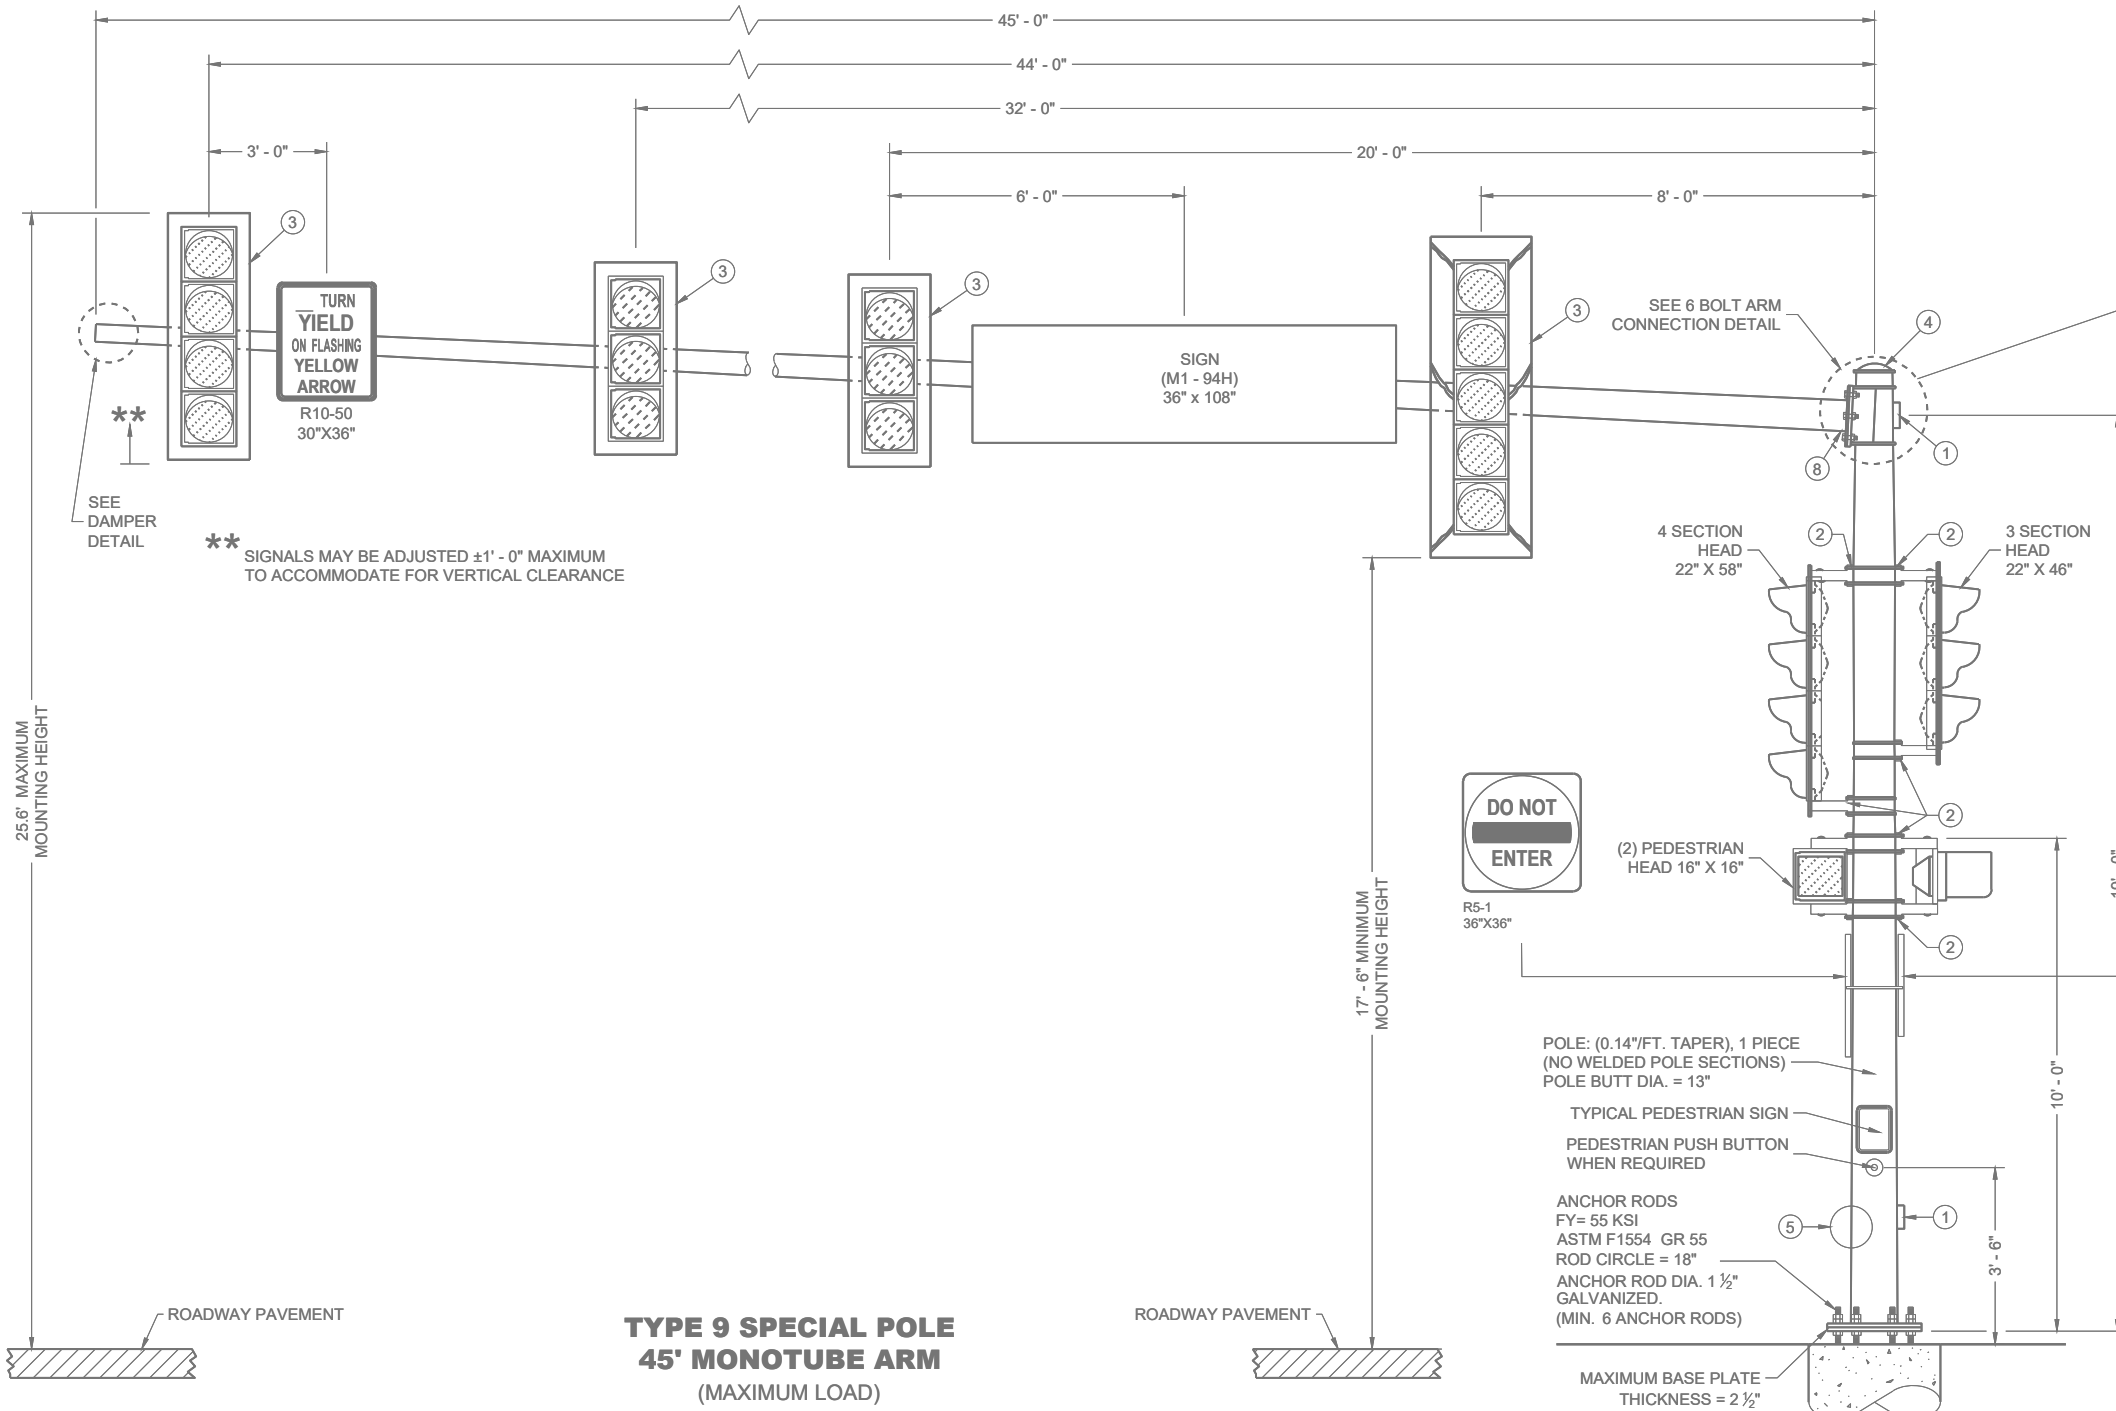 45' - 0"
44' - 0"
32' - 0"
3' - 0"
20' - 0"
6' - 0"
8' - 0"
3
3
3
3
TURN
YIELD
ON FLASHING
YELLOW
ARROW
R10-50
30"X36"
SIGN
(M1 - 94H)
36" x 108"
SEE 6 BOLT ARM
CONNECTION DETAIL
4
1
8
**
SEE
DAMPER
DETAIL
** SIGNALS MAY BE ADJUSTED ±1' - 0" MAXIMUM
TO ACCOMMODATE FOR VERTICAL CLEARANCE
4 SECTION
HEAD
22" X 58"
2
2
3 SECTION
HEAD
22" X 46"
25.6' MAXIMUM
MOUNTING HEIGHT
17' - 6" MINIMUM
MOUNTING HEIGHT
DO NOT
ENTER
R5-1
36"X36"
2
(2) PEDESTRIAN
HEAD 16" X 16"
2
POLE: (0.14"/FT. TAPER), 1 PIECE
(NO WELDED POLE SECTIONS)
POLE BUTT DIA. = 13"
10' - 0"
TYPICAL PEDESTRIAN SIGN
PEDESTRIAN PUSH BUTTON
WHEN REQUIRED
ANCHOR RODS
FY= 55 KSI
ASTM F1554 GR 55
ROD CIRCLE = 18"
ANCHOR ROD DIA. 1 ½"
GALVANIZED.
(MIN. 6 ANCHOR RODS)
5
1
3' - 6"
ROADWAY PAVEMENT
ROADWAY PAVEMENT
TYPE 9 SPECIAL POLE
45' MONOTUBE ARM
(MAXIMUM LOAD)
MAXIMUM BASE PLATE
THICKNESS = 2 ½"